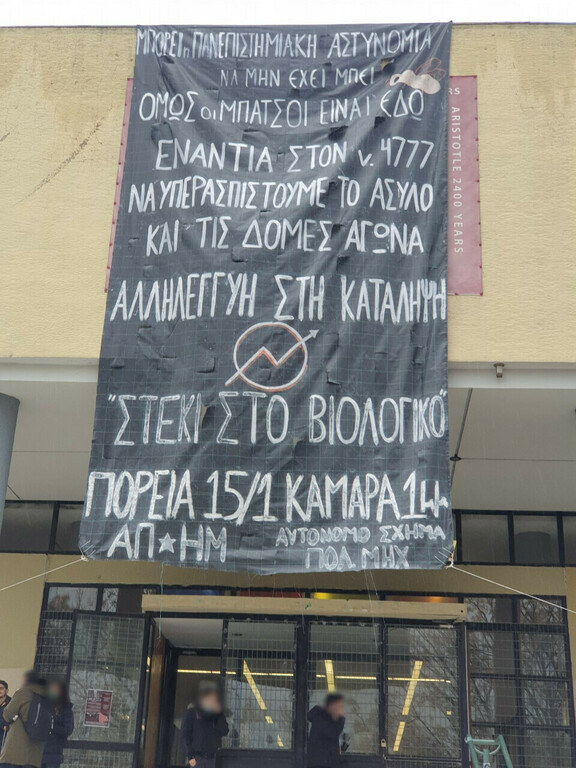 ΜΠΟΡΕΙ η ΠΑΝΕΠΙΣΤΗΜΙΑΚΗ ΑΣΤΥΝΟΜΙΑ
ΝΑ ΜΗΝ ΕΧΕΙ ΜΠΕΙ
ΟΜΩΣ οι ΜΠΑΤΣΟΙ ΕΙΝΑΙ ΕΔΩ
ΕΝΑΝΤΙΑ ΣΤΟΝ ν. 4777
ΝΑ ΥΠΕΡΑΣΠΙΣΤΟΥΜΕ ΤΟ ΑΣΥΛΟ
ΚΑΙ ΤΙΣ ΔΟΜΕΣ ΑΓΩΝΑ
ΑΛΛΗΛΕΓΓΥΗ ΣΤΗ ΚΑΤΑΛΗΨΗ
"ΣΤΕΚΙ ΣΤΟ ΒΙΟΛΟΓΙΚΟ"
ΠΟΡΕΙΑ 15/1 ΚΑΜΑΡΑ 1μμ
ΑΠ★ΗΜ
ΑΥΤΟΝΟΜΟ ΣΧΗΜΑ
ΠΟΛ.ΜΗΧ
ARISTOTLE 2400 YEARS